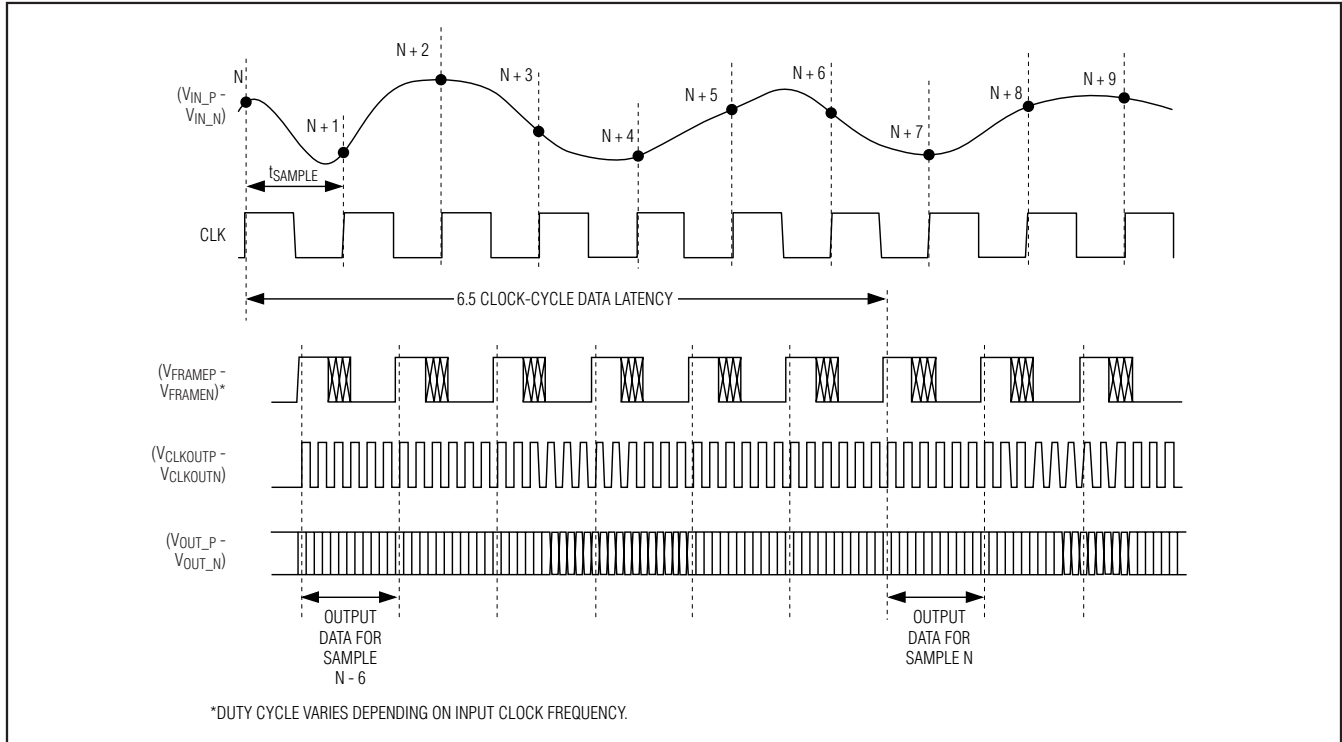 N
N + 1
N + 2
N + 3
N + 4
N + 5
N + 6
N + 7
N + 8
N + 9
(VIN_P -
VIN_N)
tSAMPLE
CLK
6.5 CLOCK-CYCLE DATA LATENCY
(VFRAMEP -
VFRAMEN)*
(VCLKOUTP -
VCLKOUTN)
(VOUT_P -
VOUT_N)
OUTPUT
DATA FOR
SAMPLE
N - 6
OUTPUT
DATA FOR
SAMPLE N
*DUTY CYCLE VARIES DEPENDING ON INPUT CLOCK FREQUENCY.